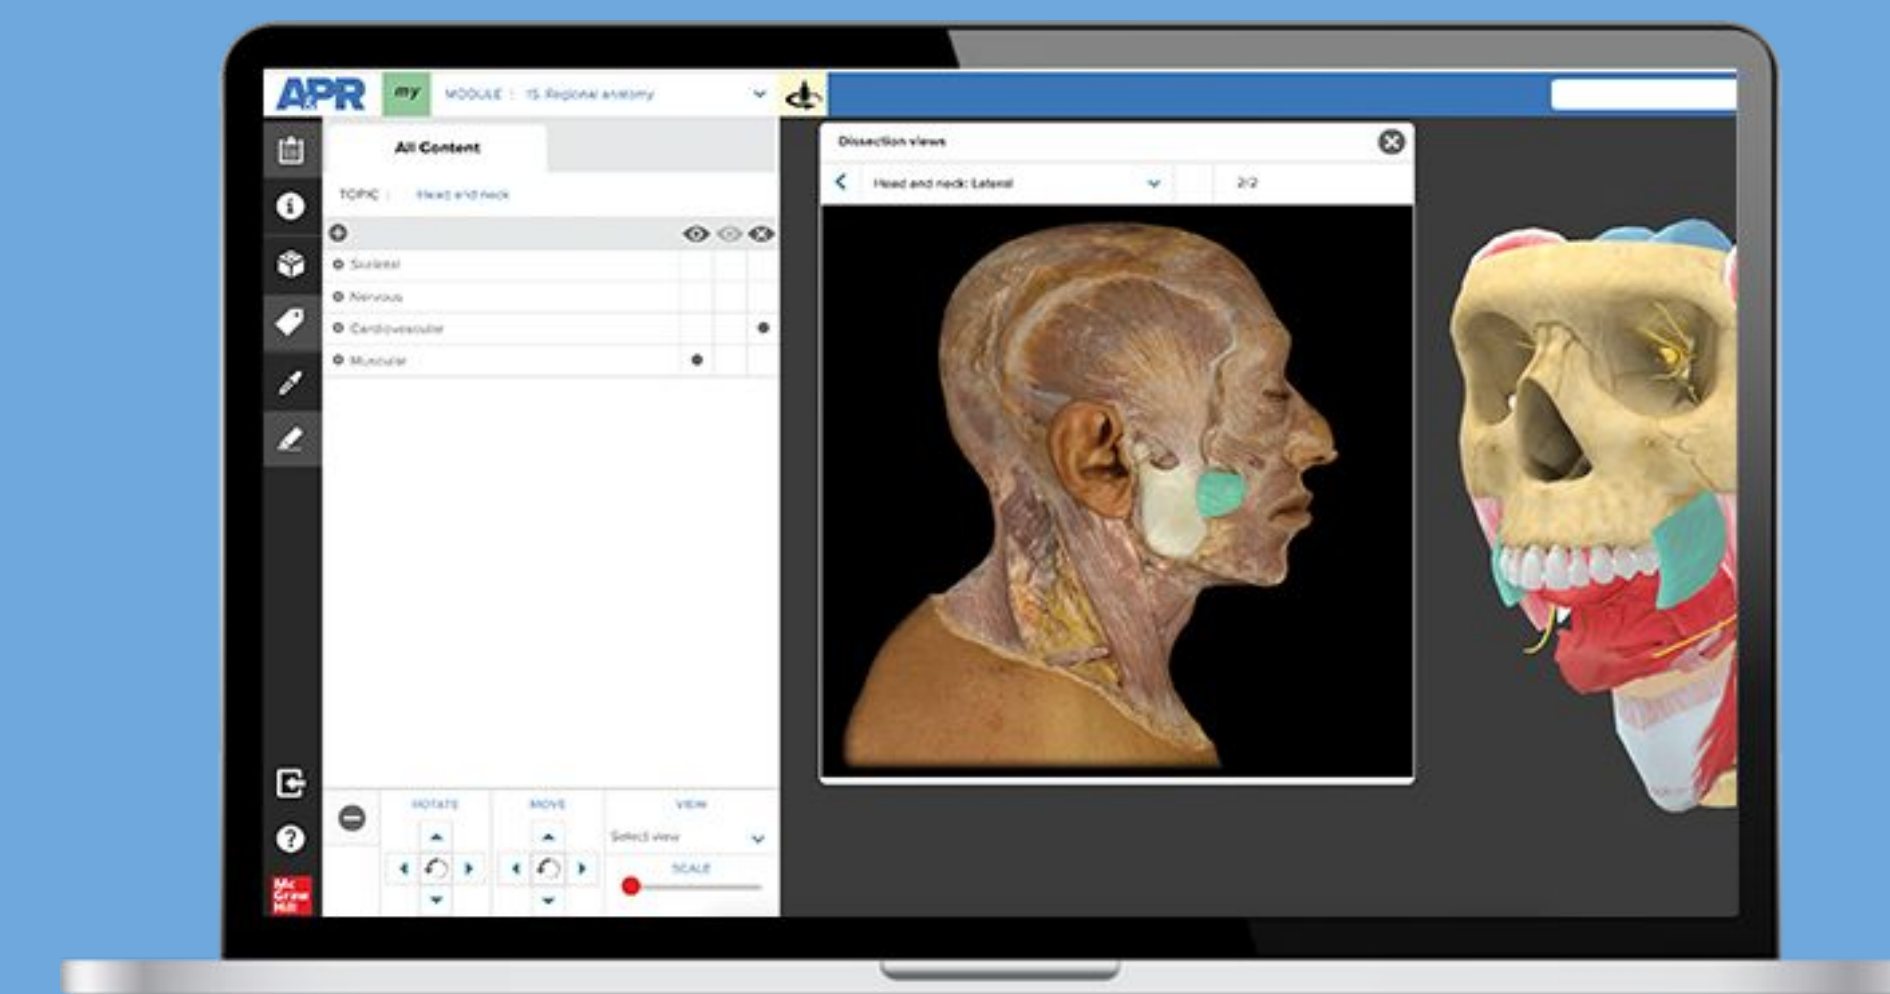 AP&R
my
MODULE : 15. Regional anatomy
All Content
TOPIC : Head and neck
Skeletal
Nervous
Cardiovascular
Muscular
ROTATE
MOVE
VIEW
Select view
SCALE
Mc
Graw
Hill
Dissection views
Head and neck: Lateral
2/2